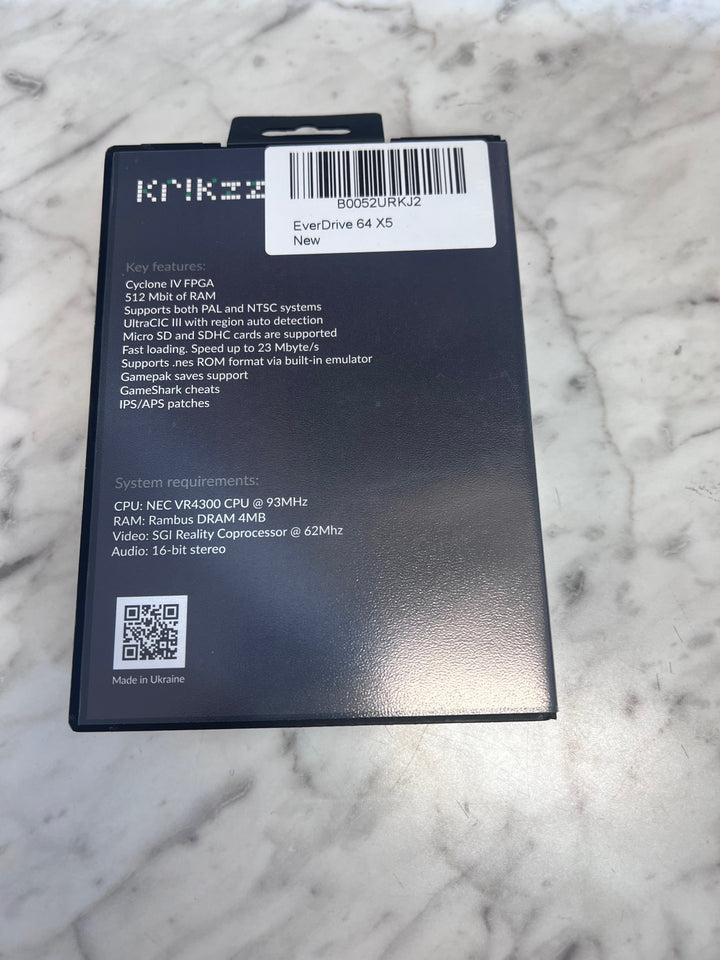 krikzz
B0052URKJ2
EverDrive 64 X5
New
Key features:
Cyclone IV FPGA
512 Mbit of RAM
Supports both PAL and NTSC systems
UltraCIC III with region auto detection
Micro SD and SDHC cards are supported
Fast loading. Speed up to 23 Mbyte/s
Supports .nes ROM format via built-in emulator
Gamepak saves support
GameShark cheats
IPS/APS patches
System requirements:
CPU: NEC VR4300 CPU @ 93MHz
RAM: Rambus DRAM 4MB
Video: SGI Reality Coprocessor @ 62Mhz
Audio: 16-bit stereo
Made in Ukraine